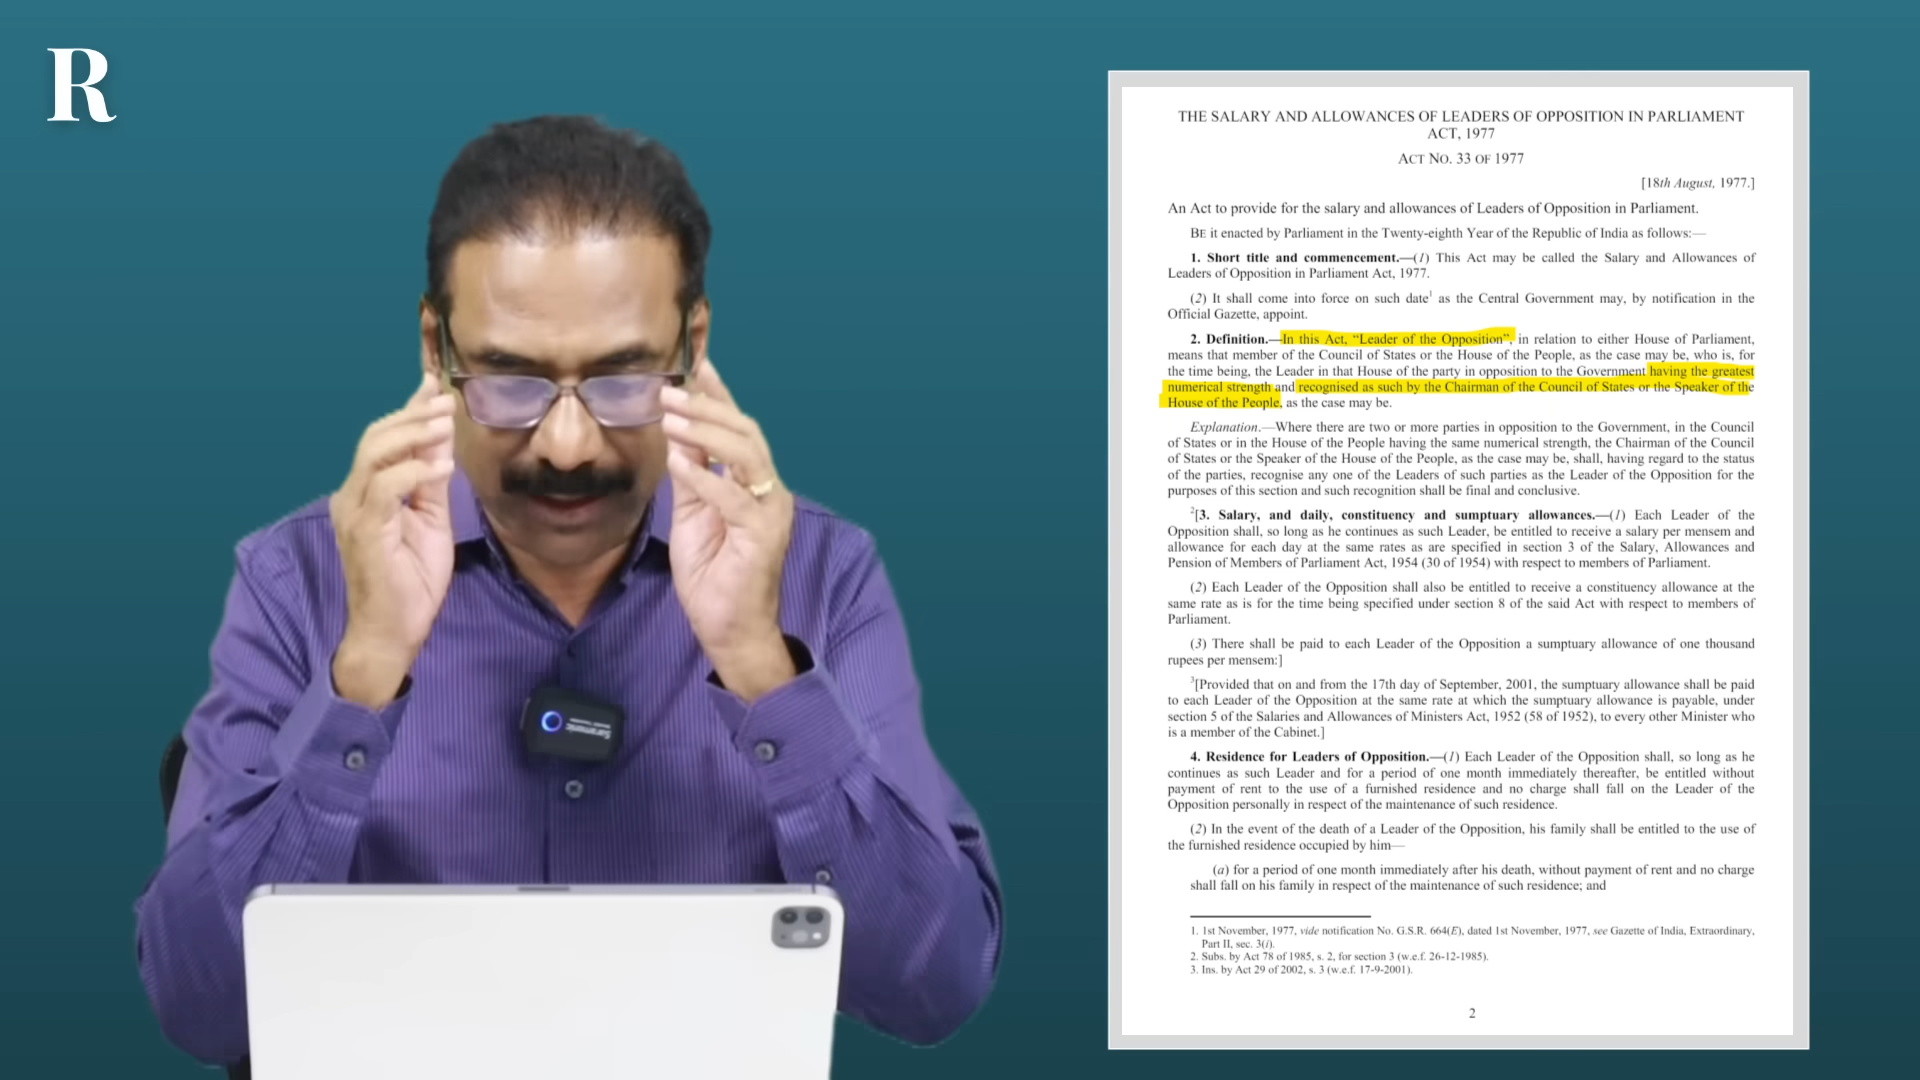 R
THE SALARY AND ALLOWANCES OF LEADERS OF OPPOSITION IN PARLIAMENT
ACT, 1977
ACT NO. 33 OF 1977
[18th August, 1977.]
An Act to provide for the salary and allowances of Leaders of Opposition in Parliament.
BE it enacted by Parliament in the Twenty-eighth Year of the Republic of India as follows:—
1. Short title and commencement.—(1) This Act may be called the Salary and Allowances of
Leaders of Opposition in Parliament Act, 1977.
(2) It shall come into force on such date1 as the Central Government may, by notification in the
Official Gazette, appoint.
2. Definition.—In this Act, “Leader of the Opposition”, in relation to either House of Parliament,
means that member of the Council of States or the House of the People, as the case may be, who is, for
the time being, the Leader in that House of the party in opposition to the Government having the greatest
numerical strength and recognised as such by the Chairman of the Council of States or the Speaker of the
House of the People, as the case may be.
Explanation.—Where there are two or more parties in opposition to the Government, in the Council
of States or in the House of the People having the same numerical strength, the Chairman of the Council
of States or the Speaker of the House of the People, as the case may be, shall, having regard to the status
of the parties, recognise any one of the Leaders of such parties as the Leader of the Opposition for the
purposes of this section and such recognition shall be final and conclusive.
2[3. Salary, and daily, constituency and sumptuary allowances.—(1) Each Leader of the
Opposition shall, so long as he continues as such Leader, be entitled to receive a salary per mensem and
allowance for each day at the same rates as are specified in section 3 of the Salary, Allowances and
Pension of Members of Parliament Act, 1954 (30 of 1954) with respect to members of Parliament.
(2) Each Leader of the Opposition shall also be entitled to receive a constituency allowance at the
same rate as is for the time being specified under section 8 of the said Act with respect to members of
Parliament.
(3) There shall be paid to each Leader of the Opposition a sumptuary allowance of one thousand
rupees per mensem:]
3[Provided that on and from the 17th day of September, 2001, the sumptuary allowance shall be paid
to each Leader of the Opposition at the same rate at which the sumptuary allowance is payable, under
section 5 of the Salaries and Allowances of Ministers Act, 1952 (58 of 1952), to every other Minister who
is a member of the Cabinet.]
4. Residence for Leaders of Opposition.—(1) Each Leader of the Opposition shall, so long as he
continues as such Leader and for a period of one month immediately thereafter, be entitled without
payment of rent to the use of a furnished residence and no charge shall fall on the Leader of the
Opposition personally in respect of the maintenance of such residence.
(2) In the event of the death of a Leader of the Opposition, his family shall be entitled to the use of
the furnished residence occupied by him—
(a) for a period of one month immediately after his death, without payment of rent and no charge
shall fall on his family in respect of the maintenance of such residence; and
1. 1st November, 1977, vide notification No. G.S.R. 664(E), dated 1st November, 1977, see Gazette of India, Extraordinary,
Part II, sec. 3(i).
2. Subs. by Act 78 of 1985, s. 2, for section 3 (w.e.f. 26-12-1985).
3. Ins. by Act 29 of 2002, s. 3 (w.e.f. 17-9-2001).
2
Saramonic